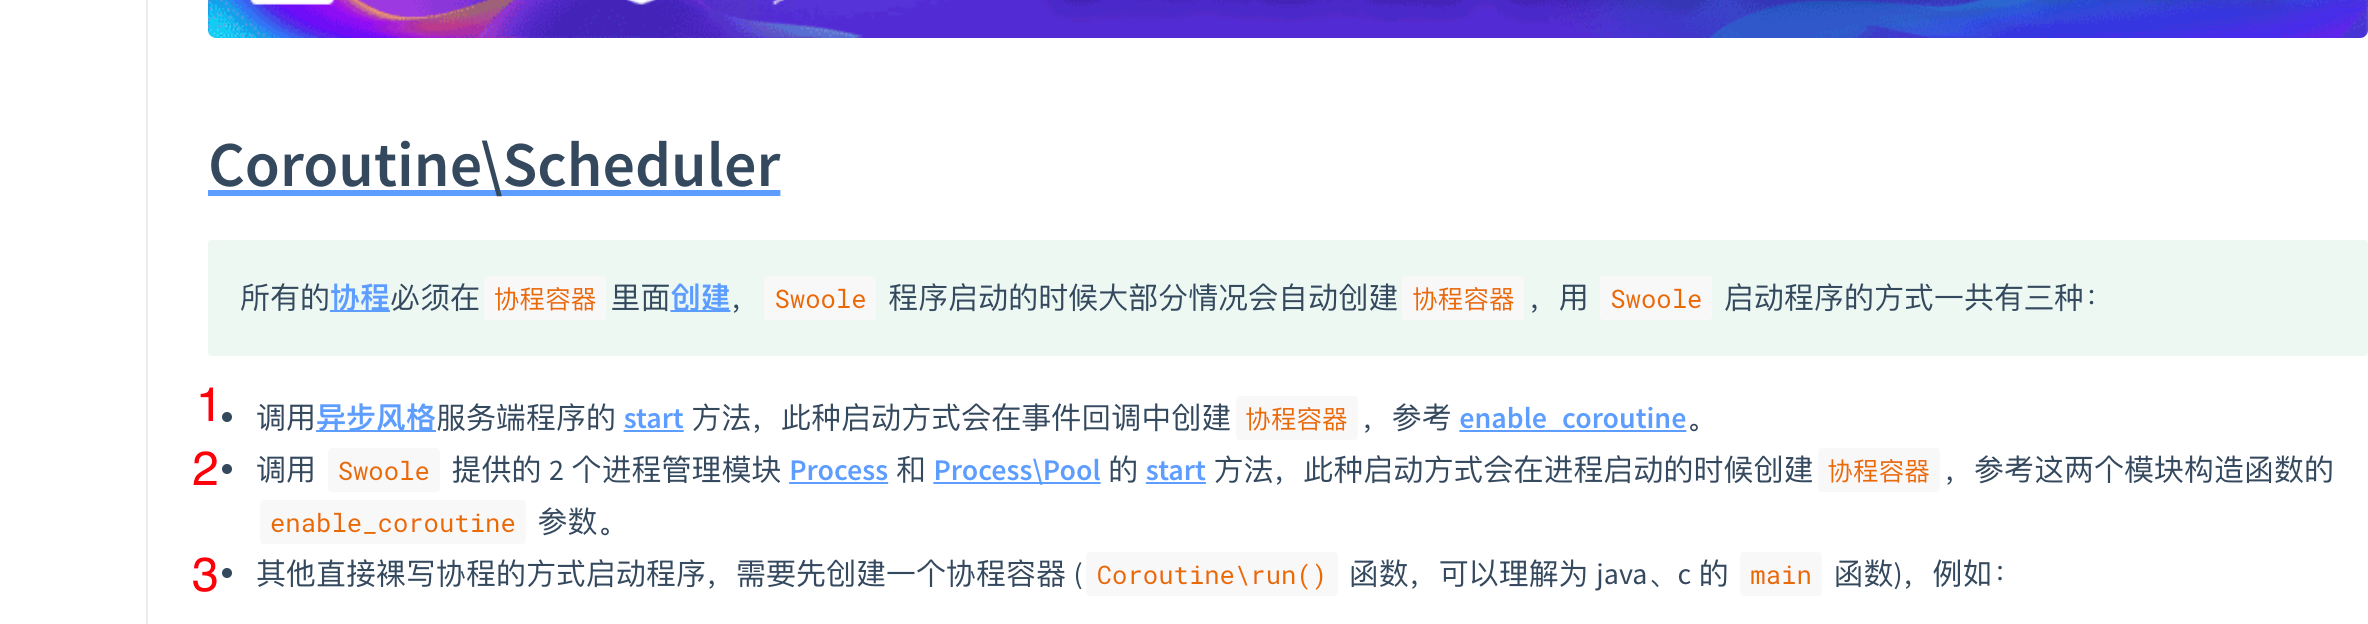 Coroutine\Scheduler
所有的协程必须在 协程容器 里面创建， Swoole 程序启动的时候大部分情况会自动创建 协程容器 ，用 Swoole 启动程序的方式一共有三种：
1• 调用异步风格服务端程序的 start 方法，此种启动方式会在事件回调中创建 协程容器 ，参考 enable_coroutine。
2• 调用 Swoole 提供的 2 个进程管理模块 Process 和 Process\Pool 的 start 方法，此种启动方式会在进程启动的时候创建 协程容器 ，参考这两个模块构造函数的
enable_coroutine 参数。
3• 其他直接裸写协程的方式启动程序，需要先创建一个协程容器 ( Coroutine\run() 函数，可以理解为 java、c 的 main 函数)，例如：